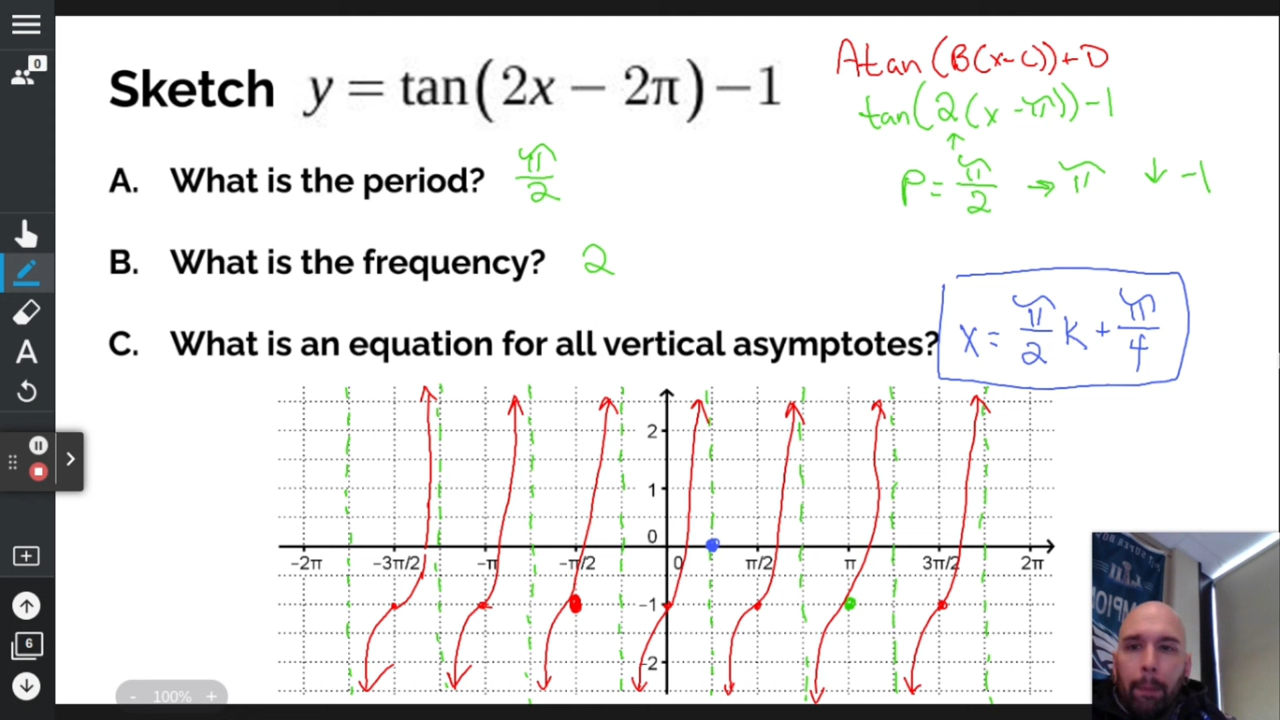 Sketch y = tan(2x − 2π) − 1
Atan(B(x-c))+D
tan(2(x-π))-1
A. What is the period? π/2
P = π/2 → π ↓ -1
B. What is the frequency? 2
C. What is an equation for all vertical asymptotes? x = π/2 K + π/4
2
1
0
−2π −3π/2 −π −π/2 0 π/2 π 3π/2 2π
−1
−2
0
A
6
- 100% +